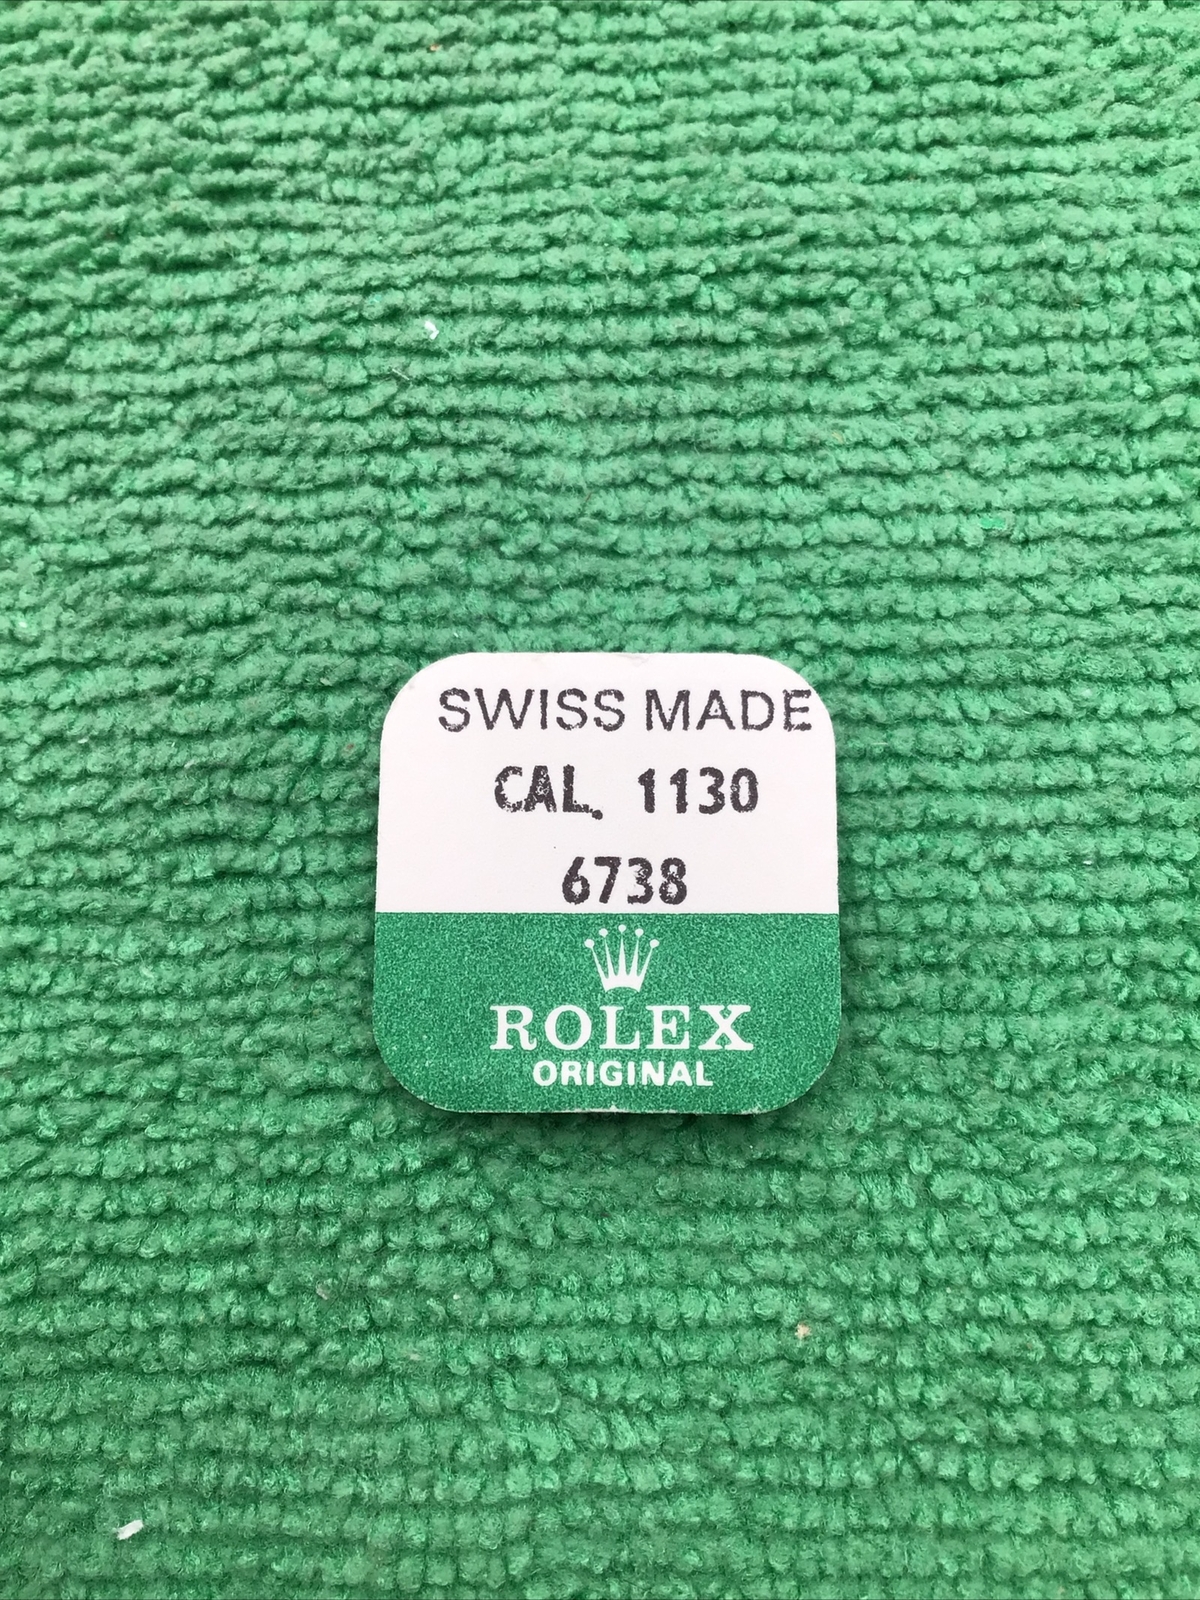 SWISS MADE
CAL. 1130
6738
ROLEX
ORIGINAL